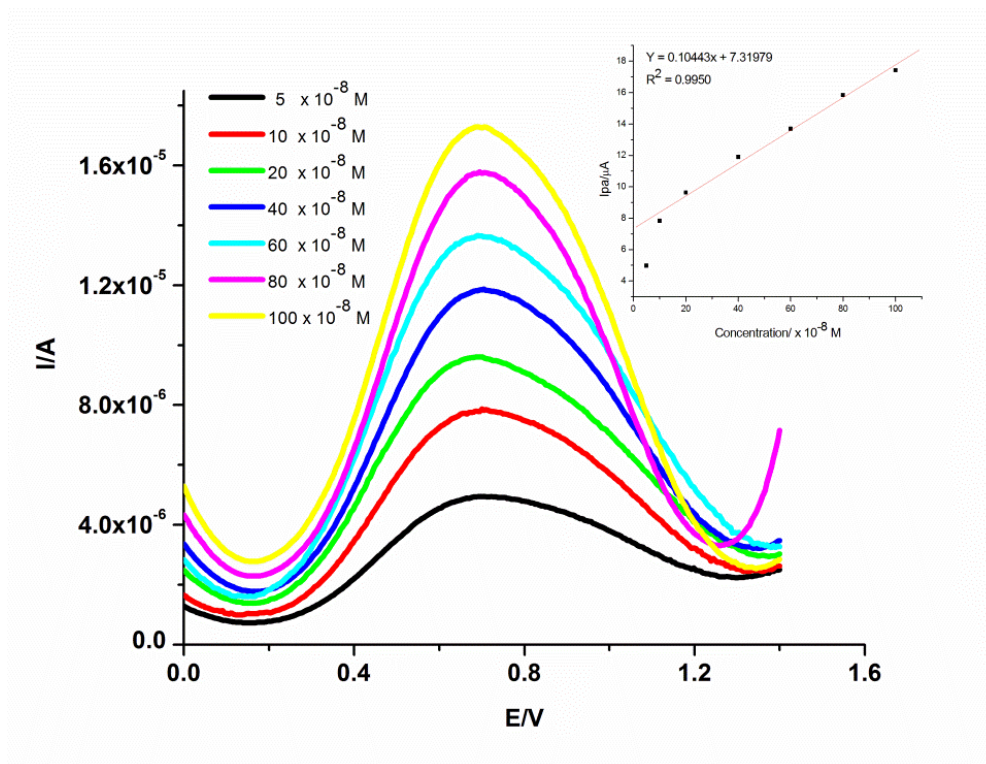 5 x 10-8 M
10 x 10-8 M
20 x 10-8 M
40 x 10-8 M
60 x 10-8 M
80 x 10-8 M
100 x 10-8 M
Y = 0.10443x + 7.31979
R2 = 0.9950
18
16
14
12
10
8
6
4
Ipa/μA
0 20 40 60 80 100
Concentration/ x 10-8 M
1.6x10-5
1.2x10-5
8.0x10-6
4.0x10-6
0.0
I/A
0.0 0.4 0.8 1.2 1.6
E/V